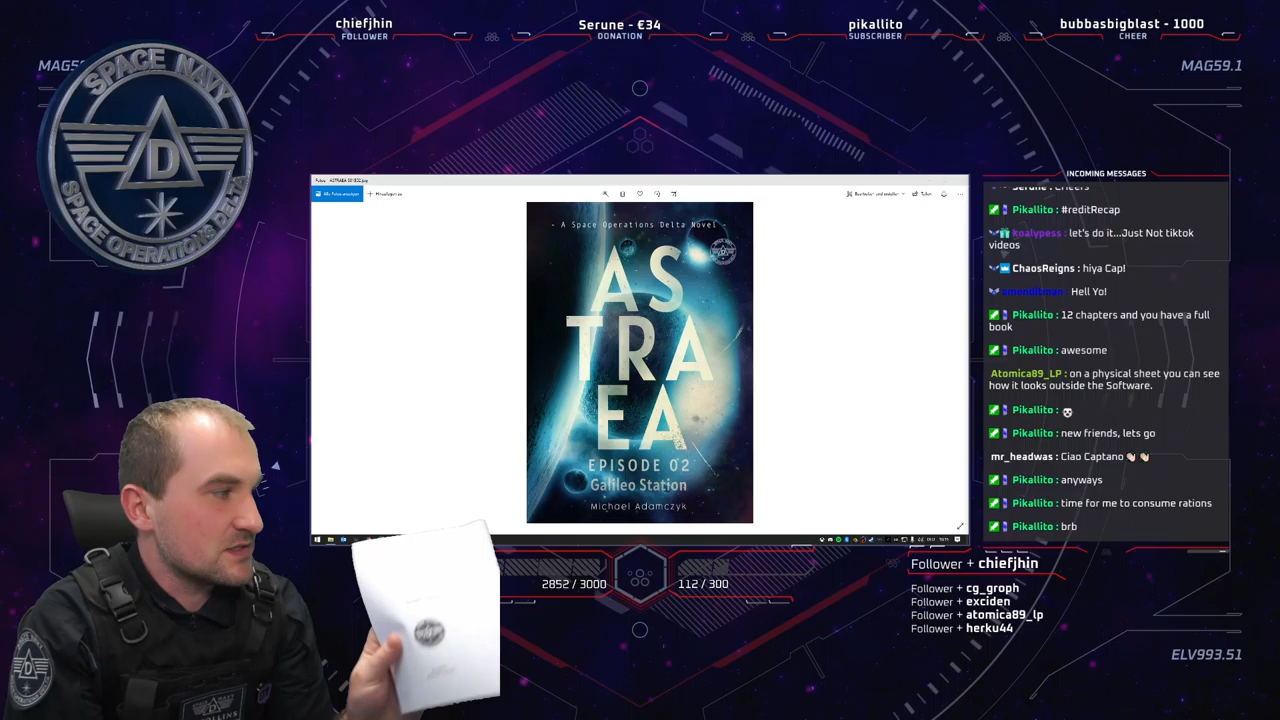 chiefjhin
FOLLOWER
Serune - €34
DONATION
pikallito
SUBSCRIBER
bubbasbigblast - 1000
CHEER
MAG59.1
SPACE NAVY
D
SPACE OPERATIONS DELTA
- A Space Operations Delta Novel -
AS
TRA
EA
EPISODE 02
Galileo Station
Michael Adamczyk
INCOMING MESSAGES
Serune : Cheers
Pikallito : #reditRecap
koalypess : let's do it...Just Not tiktok
videos
ChaosReigns : hiya Cap!
Hell Yo!
Pikallito : 12 chapters and you have a full
book
Pikallito : awesome
Atomica89_LP : on a physical sheet you can see
how it looks outside the Software.
Pikallito :
Pikallito : new friends, lets go
mr_headwas : Ciao Captano
Pikallito : anyways
Pikallito : time for me to consume rations
Pikallito : brb
2852 / 3000
112 / 300
Follower + chiefjhin
Follower + cg_groph
Follower + exciden
Follower + atomica89_lp
Follower + herku44
ELV993.51